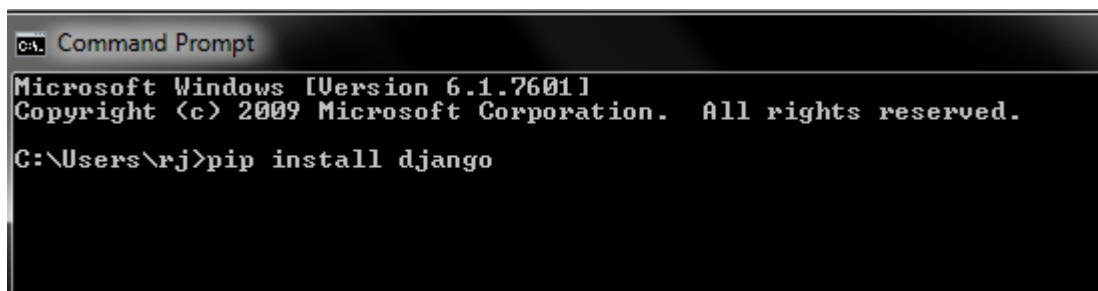 Command Prompt
Microsoft Windows [Version 6.1.7601]
Copyright (c) 2009 Microsoft Corporation.  All rights reserved.
C:\Users\rj>pip install django